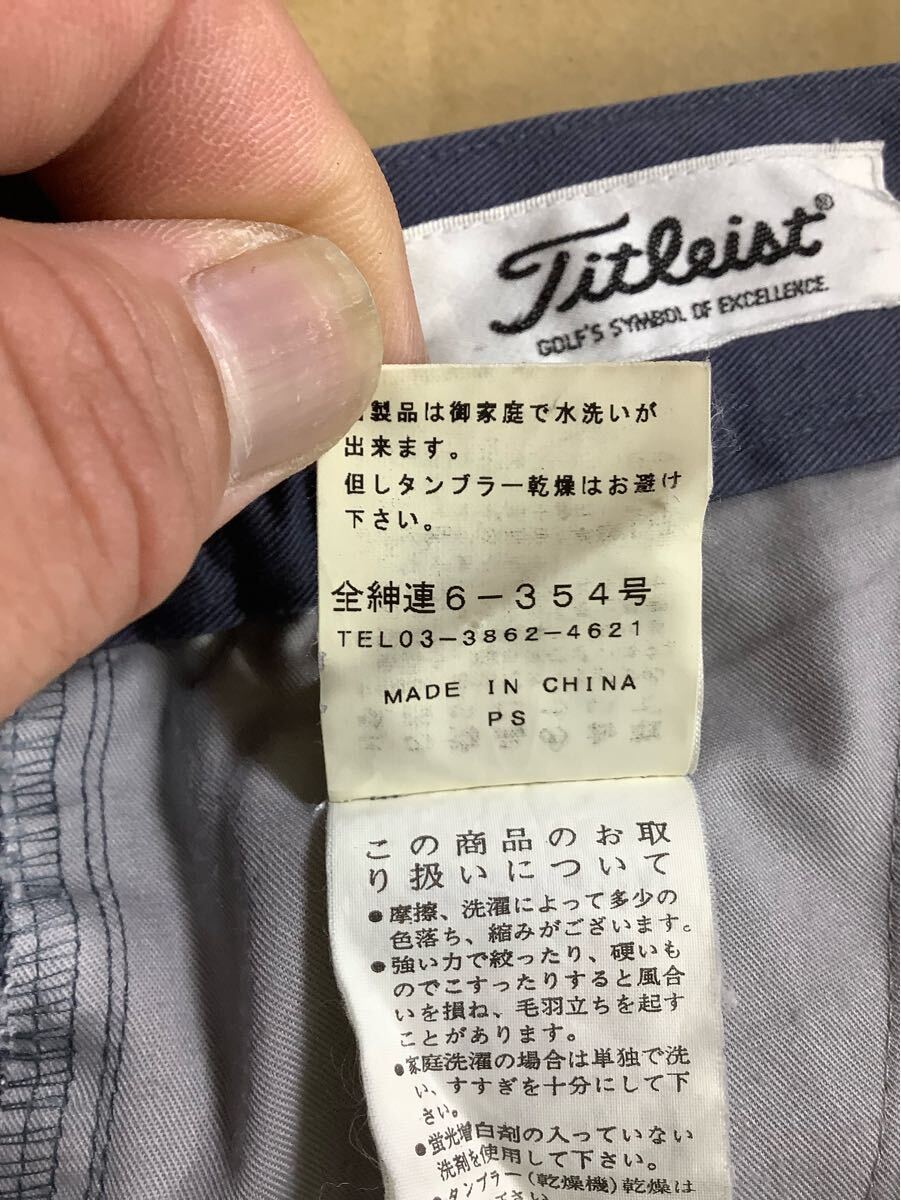 Titleist®
GOLF'S SYMBOL OF EXCELLENCE.
製品は御家庭で水洗いが
出来ます。
但しタンブラー乾燥はお避け
下さい。
全紳連6-354号
TEL03-3862-4621
MADE IN CHINA
PS
この商品のお取
り扱いについて
●摩擦、洗濯によって多少の
色落ち、縮みがございます。
●強い力で絞ったり、硬いも
のでこすったりすると風合
いを損ね、毛羽立ちを起す
ことがあります。
●家庭洗濯の場合は単独で洗
い、すすぎを十分にして下
さい。
●蛍光増白剤の入っていない
洗剤を使用して下さい。
●タンブラー(乾燥機)乾燥は